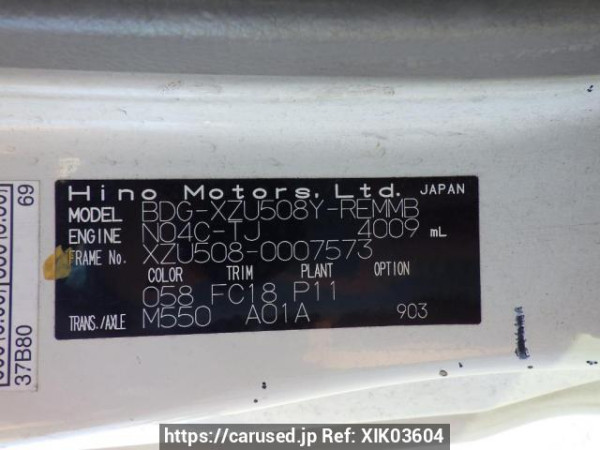 Hino Motors, Ltd. JAPAN
MODEL BDG-XZU508Y-REMMB
ENGINE N04C-TJ 4009 mL
FRAME No. XZU508-0007573
COLOR TRIM PLANT OPTION
058 FC18 P11
TRANS./AXLE M550 A01A 903
69
37B80
https://carused.jp Ref: XIK03604